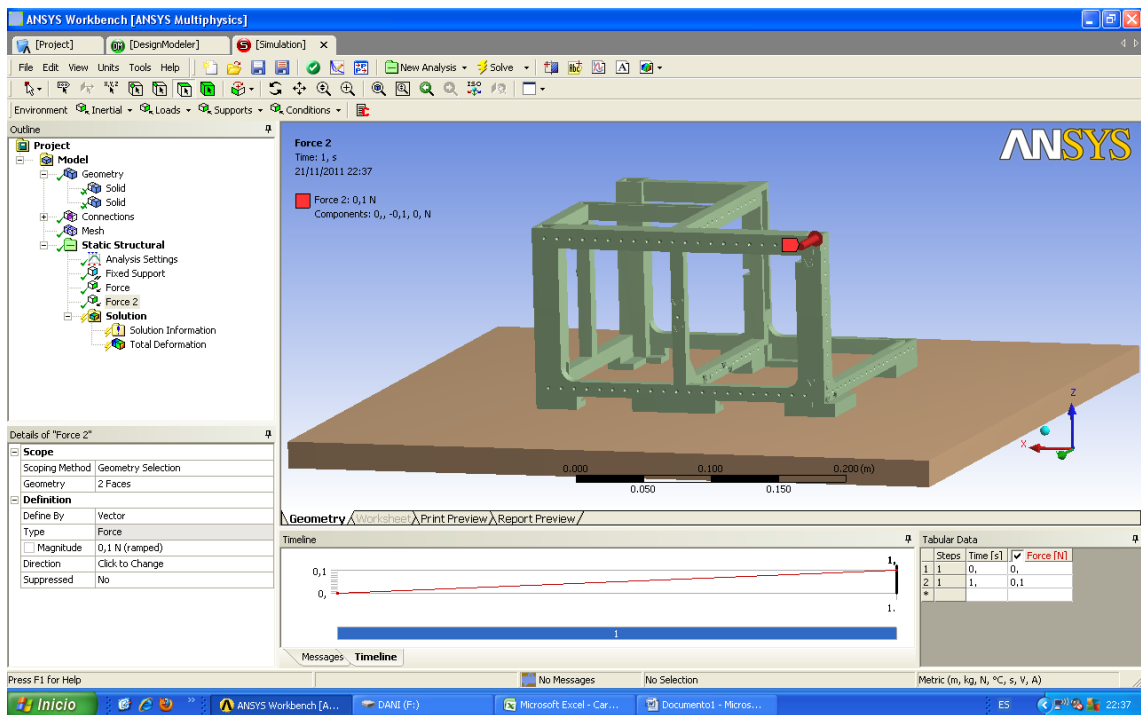 ANSYS Workbench [ANSYS Multiphysics]
[Project] [DesignModeler] [Simulation]
File Edit View Units Tools Help New Analysis Solve
Environment Inertial Loads Supports Conditions
Outline
Project
Model
Geometry
Solid
Solid
Connections
Mesh
Static Structural
Analysis Settings
Fixed Support
Force
Force 2
Solution
Solution Information
Total Deformation
Force 2
Time: 1, s
21/11/2011 22:37
Force 2: 0,1 N
Components: 0,, -0,1, 0, N
ANSYS
Z
X
0.000 0.100 0.200 (m)
0.050 0.150
Details of "Force 2"
Scope
Scoping Method Geometry Selection
Geometry 2 Faces
Definition
Define By Vector
Type Force
Magnitude 0,1 N (ramped)
Direction Click to Change
Suppressed No
Geometry Worksheet Print Preview Report Preview
Timeline
1,
0,1
0,
1.
1
Messages Timeline
Tabular Data
Steps Time [s] Force [N]
1 1 0, 0,
2 1 1, 0,1
*
Press F1 for Help No Messages No Selection Metric (m, kg, N, ºC, s, V, A)
Inicio ANSYS Workbench [A... DANI (F:) Microsoft Excel - Car... Documento1 - Micros... ES 22:37